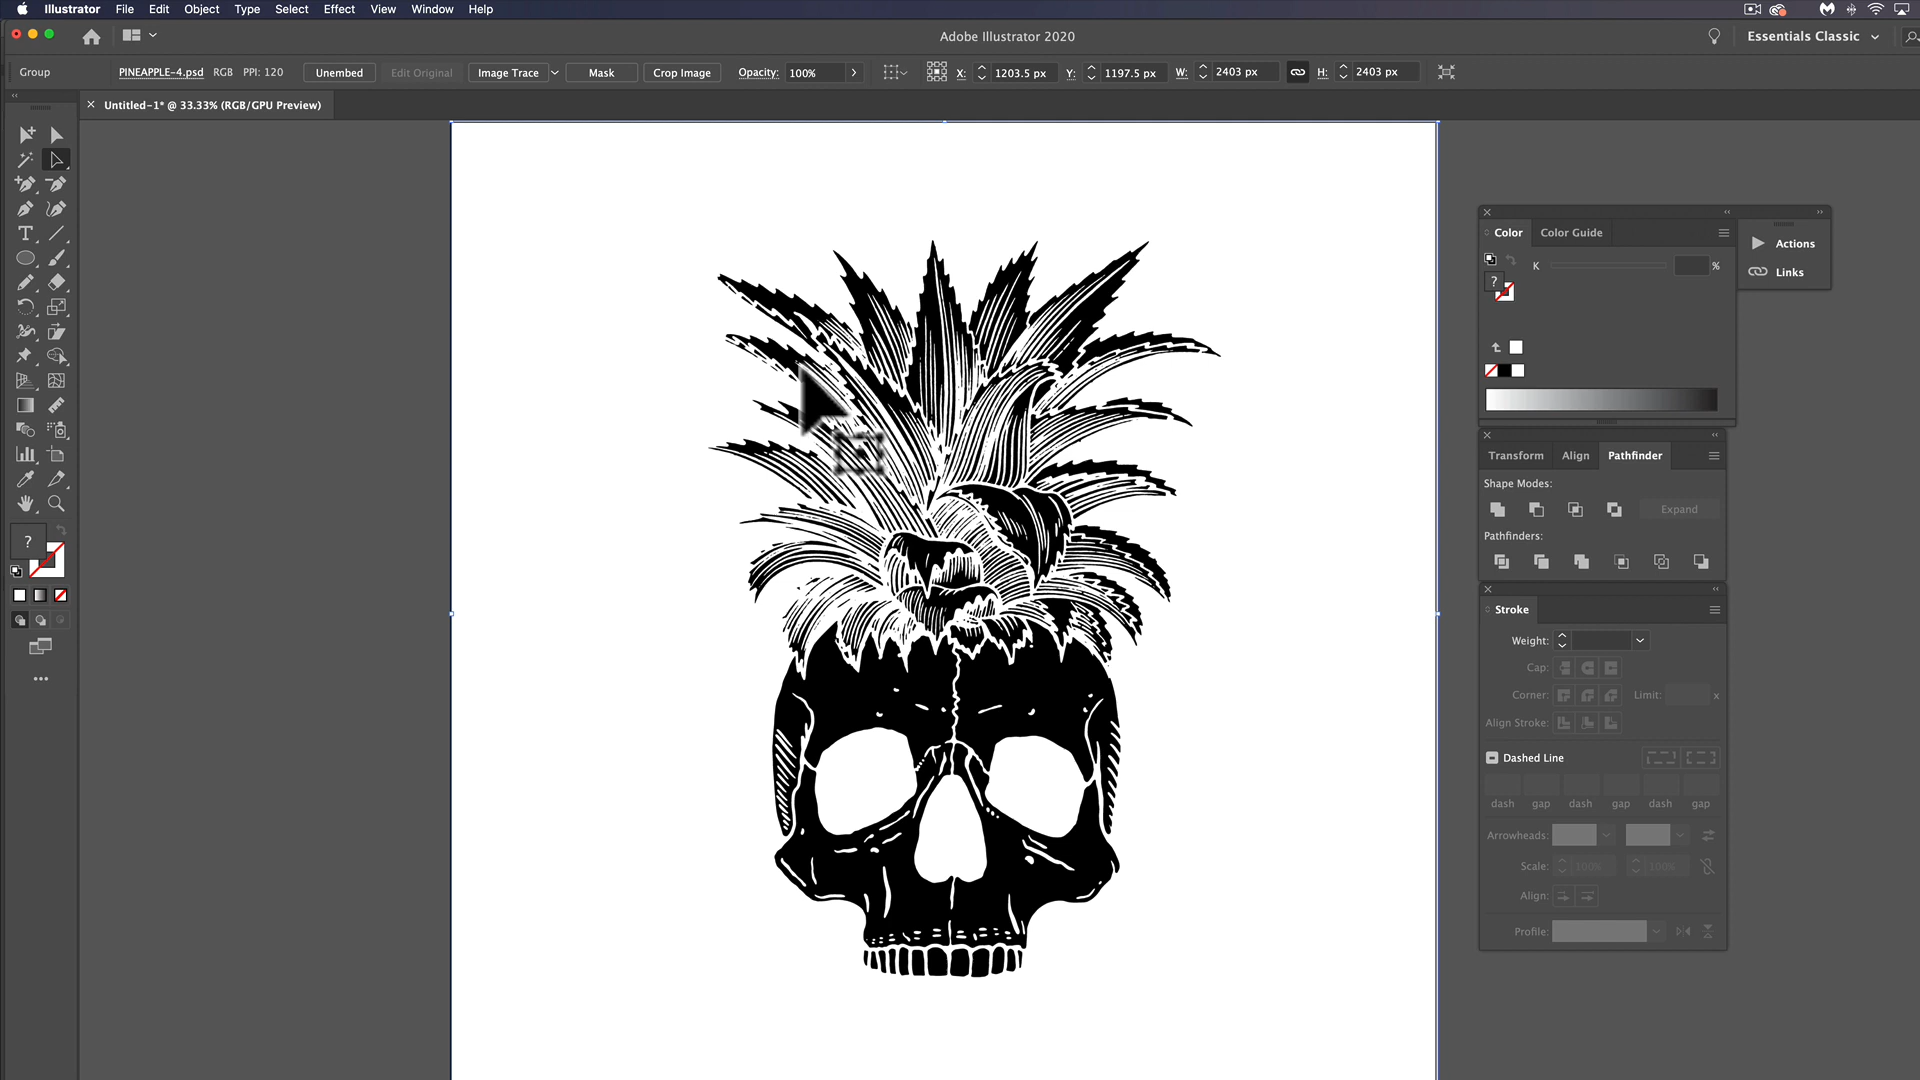 Illustrator File Edit Object Type Select Effect View Window Help
Adobe Illustrator 2020
Essentials Classic
Group PINEAPPLE-4.psd RGB PPI: 120 Unembed Edit Original Image Trace Mask Crop Image Opacity: 100% X: 1203.5 px Y: 1197.5 px W: 2403 px H: 2403 px
Untitled-1* @ 33.33% (RGB/GPU Preview)
Color Color Guide
K %
?
Actions
Links
Transform Align Pathfinder
Shape Modes:
Expand
Pathfinders:
Stroke
Weight:
Cap:
Corner: Limit: x
Align Stroke:
Dashed Line
dash gap dash gap dash gap
Arrowheads:
Scale: 100% 100%
Align:
Profile:
T
?